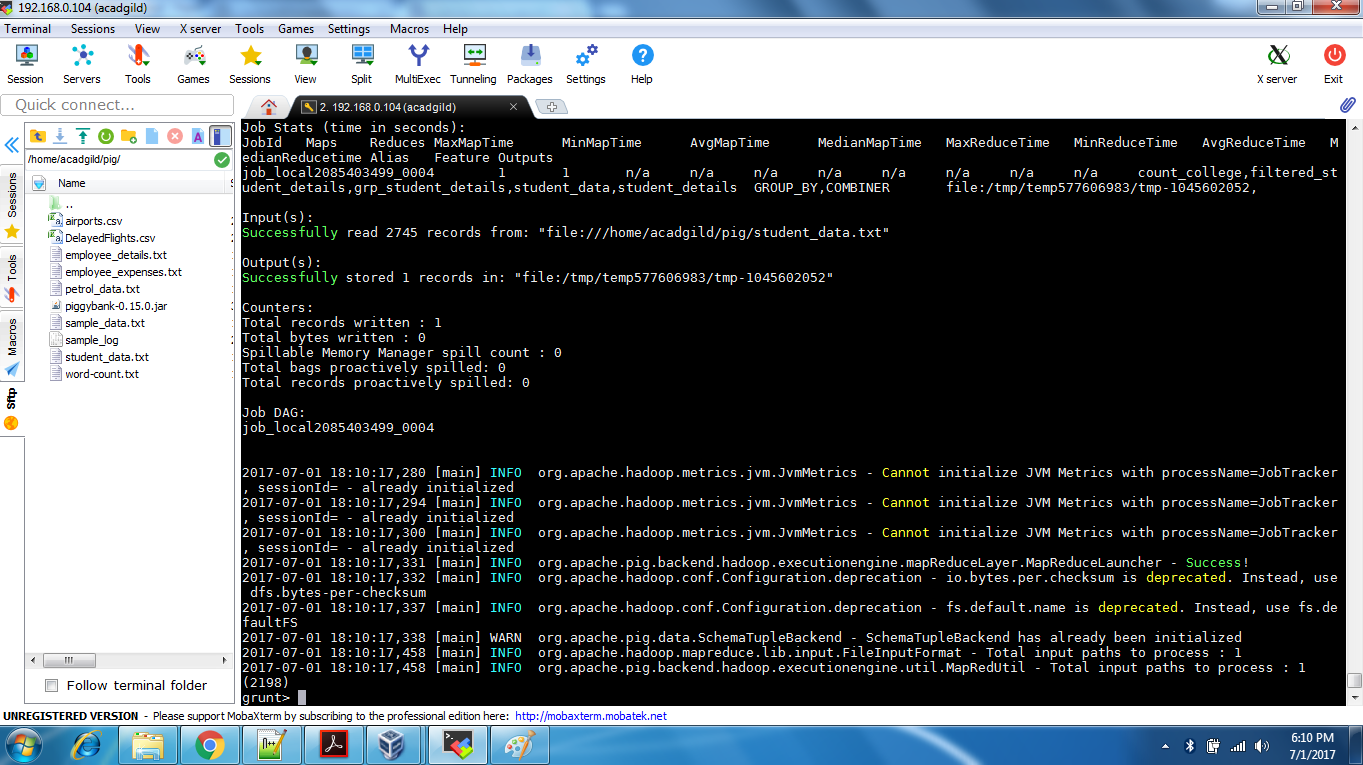 192.168.0.104 (acadgild)
Terminal Sessions View X server Tools Games Settings Macros Help
Session Servers Tools Games Sessions View Split MultiExec Tunneling Packages Settings Help X server Exit
Quick connect...
2. 192.168.0.104 (acadgild)
/home/acadgild/pig/
Name
..
airports.csv
DelayedFlights.csv
employee_details.txt
employee_expenses.txt
petrol_data.txt
piggybank-0.15.0.jar
sample_data.txt
sample_log
student_data.txt
word-count.txt
Sessions
Tools
Macros
Sftp
Follow terminal folder
Job Stats (time in seconds):
JobId Maps Reduces MaxMapTime MinMapTime AvgMapTime MedianMapTime MaxReduceTime MinReduceTime AvgReduceTime M
edianReducetime Alias Feature Outputs
job_local2085403499_0004 1 1 n/a n/a n/a n/a n/a n/a n/a n/a count_college,filtered_st
udent_details,grp_student_details,student_data,student_details GROUP_BY,COMBINER file:/tmp/temp577606983/tmp-1045602052,
Input(s):
Successfully read 2745 records from: "file:///home/acadgild/pig/student_data.txt"
Output(s):
Successfully stored 1 records in: "file:/tmp/temp577606983/tmp-1045602052"
Counters:
Total records written : 1
Total bytes written : 0
Spillable Memory Manager spill count : 0
Total bags proactively spilled: 0
Total records proactively spilled: 0
Job DAG:
job_local2085403499_0004
2017-07-01 18:10:17,280 [main] INFO org.apache.hadoop.metrics.jvm.JvmMetrics - Cannot initialize JVM Metrics with processName=JobTracker
, sessionId= - already initialized
2017-07-01 18:10:17,294 [main] INFO org.apache.hadoop.metrics.jvm.JvmMetrics - Cannot initialize JVM Metrics with processName=JobTracker
, sessionId= - already initialized
2017-07-01 18:10:17,300 [main] INFO org.apache.hadoop.metrics.jvm.JvmMetrics - Cannot initialize JVM Metrics with processName=JobTracker
, sessionId= - already initialized
2017-07-01 18:10:17,331 [main] INFO org.apache.pig.backend.hadoop.executionengine.mapReduceLayer.MapReduceLauncher - Success!
2017-07-01 18:10:17,332 [main] INFO org.apache.hadoop.conf.Configuration.deprecation - io.bytes.per.checksum is deprecated. Instead, use
dfs.bytes-per-checksum
2017-07-01 18:10:17,337 [main] INFO org.apache.hadoop.conf.Configuration.deprecation - fs.default.name is deprecated. Instead, use fs.de
faultFS
2017-07-01 18:10:17,338 [main] WARN org.apache.pig.data.SchemaTupleBackend - SchemaTupleBackend has already been initialized
2017-07-01 18:10:17,458 [main] INFO org.apache.hadoop.mapreduce.lib.input.FileInputFormat - Total input paths to process : 1
2017-07-01 18:10:17,458 [main] INFO org.apache.pig.backend.hadoop.executionengine.util.MapRedUtil - Total input paths to process : 1
(2198)
grunt>
UNREGISTERED VERSION - Please support MobaXterm by subscribing to the professional edition here: http://mobaxterm.mobatek.net
6:10 PM
7/1/2017